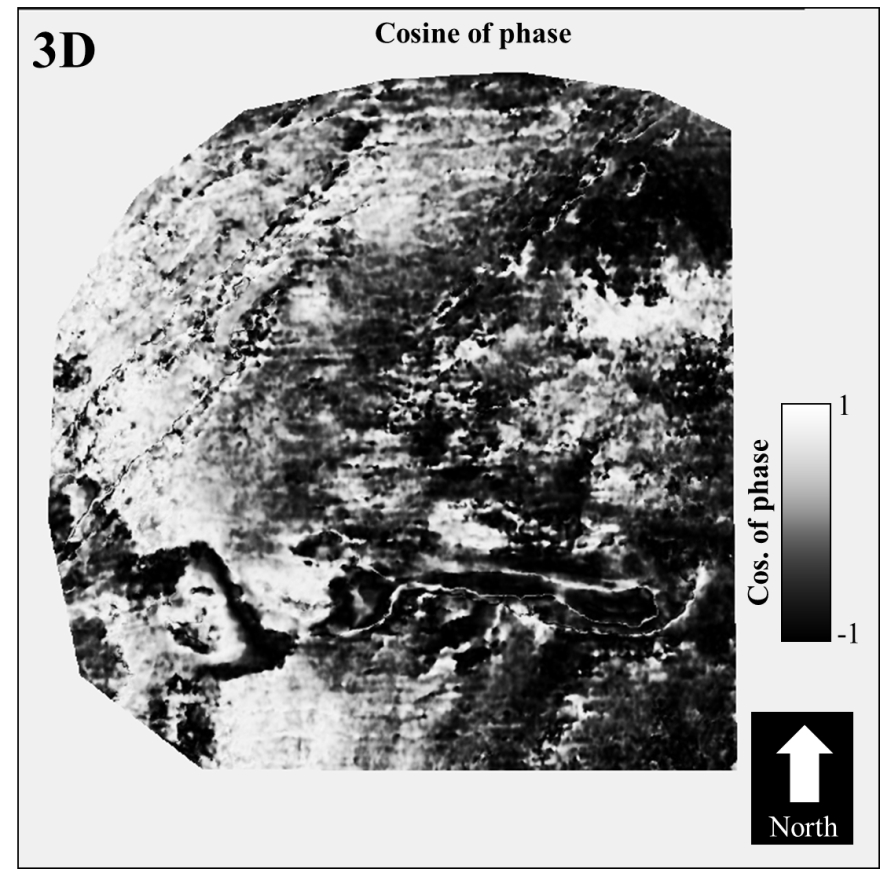 3D
Cosine of phase
1
Cos. of phase
-1
North